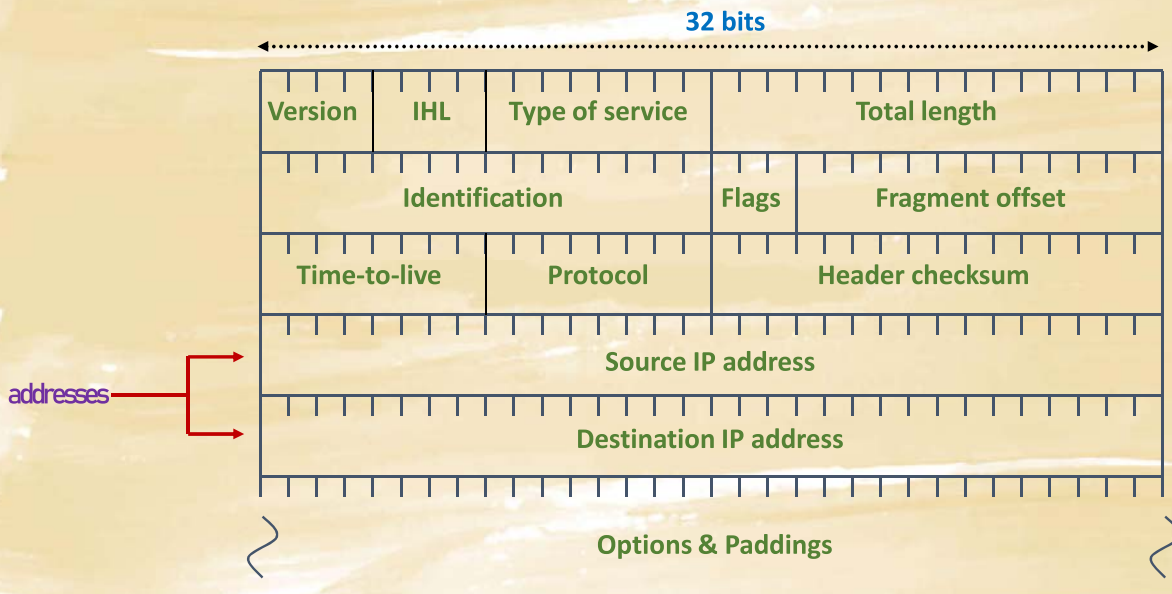 32 bits
Version IHL Type of service Total length
Identification Flags Fragment offset
Time-to-live Protocol Header checksum
Source IP address
addresses
Destination IP address
Options & Paddings